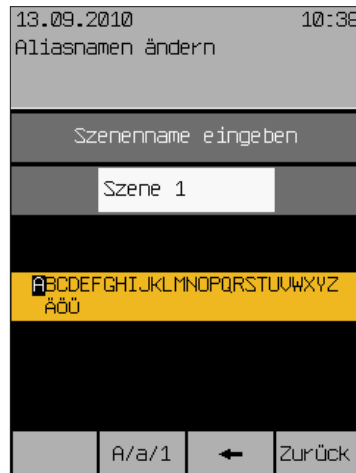 13.09.2010 10:38
Aliasnamen ändern
Szenenname eingeben
Szene 1
ABCDEFGHIJKLMNOPQRSTUVWXYZ
ÄÖÜ
A/a/1 ← Zurück